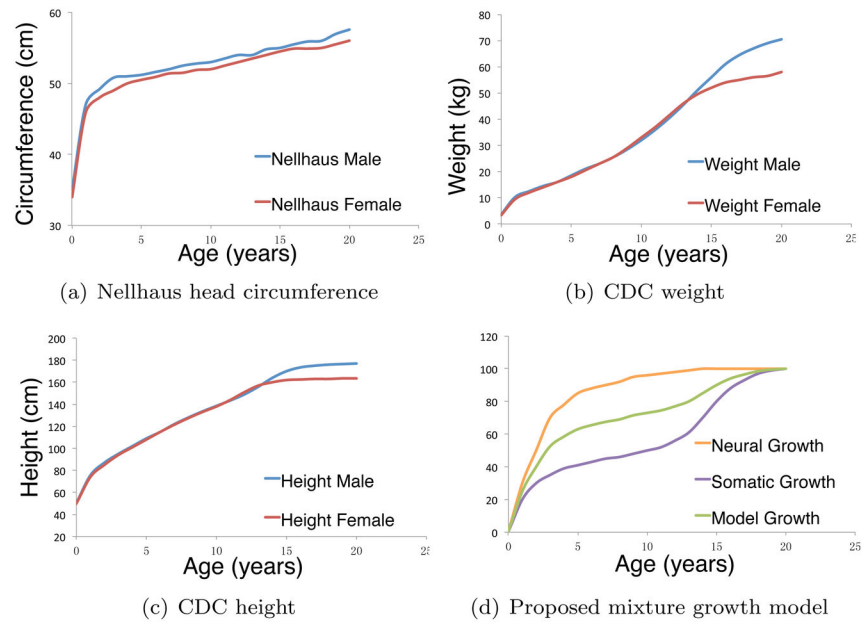 60
50
40
30
0
5
10
15
20
25
Circumference (cm)
Age (years)
Nellhaus Male
Nellhaus Female
(a) Nellhaus head circumference
80
70
60
50
40
30
20
10
0
0
5
10
15
20
25
Weight (kg)
Age (years)
Weight Male
Weight Female
(b) CDC weight
200
180
160
140
120
100
80
60
40
20
0
5
10
15
20
25
Height (cm)
Age (years)
Height Male
Height Female
(c) CDC height
120
100
80
60
40
20
0
0
5
10
15
20
25
Age (years)
Neural Growth
Somatic Growth
Model Growth
(d) Proposed mixture growth model